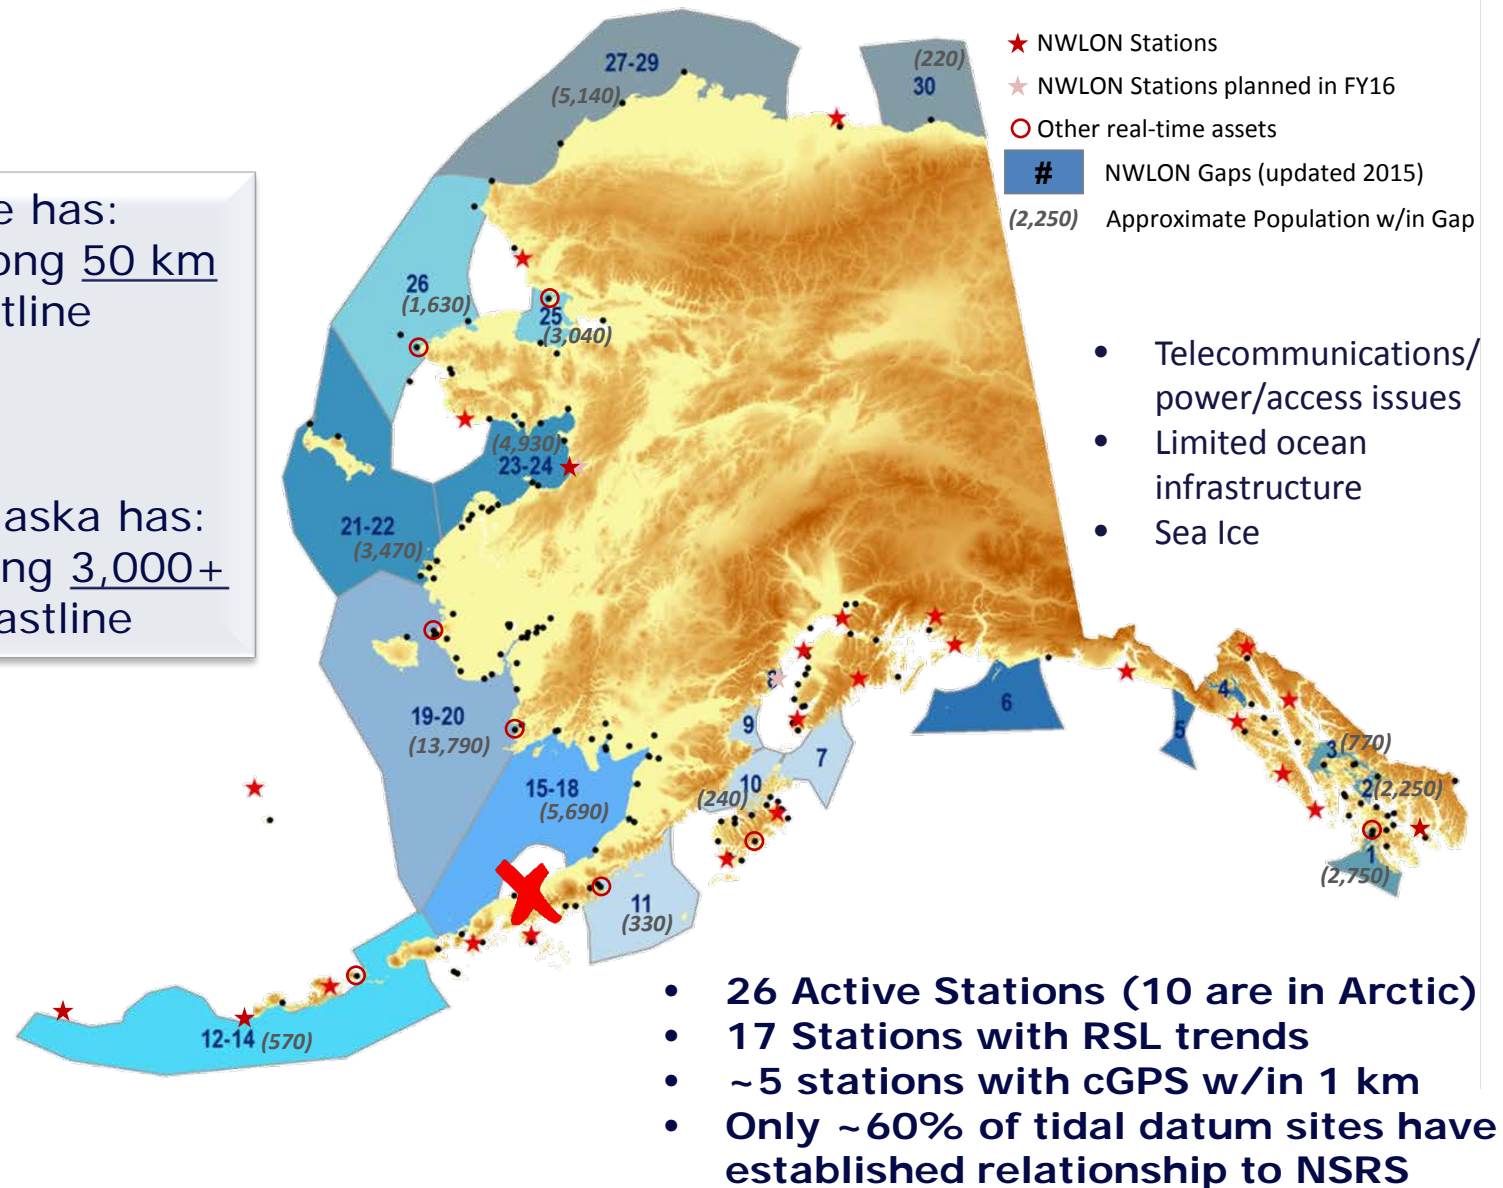 NWLON Stations
NWLON Stations planned in FY16
Other real-time assets
# NWLON Gaps (updated 2015)
(2,250) Approximate Population w/in Gap
e has:
ong 50 km
tline
aska has:
ng 3,000+
astline
• Telecommunications/
power/access issues
• Limited ocean
infrastructure
• Sea Ice
27-29
(5,140)
(220)
30
26
(1,630)
25
(3,040)
(4,930)
23-24
21-22
(3,470)
19-20
(13,790)
15-18
(5,690)
8
9
10
(240)
7
6
5
4
3 (770)
2 (2,250)
1
(2,750)
11
(330)
12-14 (570)
• 26 Active Stations (10 are in Arctic)
• 17 Stations with RSL trends
• ~5 stations with cGPS w/in 1 km
• Only ~60% of tidal datum sites have
established relationship to NSRS